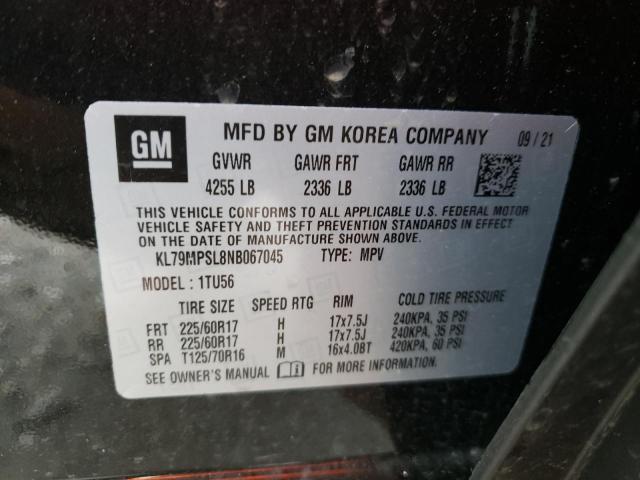 GM MFD BY GM KOREA COMPANY 09 / 21
GVWR GAWR FRT GAWR RR
4255 LB 2336 LB 2336 LB
THIS VEHICLE CONFORMS TO ALL APPLICABLE U.S. FEDERAL MOTOR
VEHICLE SAFETY AND THEFT PREVENTION STANDARDS IN EFFECT ON
THE DATE OF MANUFACTURE SHOWN ABOVE.
KL79MPSL8NB067045 TYPE: MPV
MODEL : 1TU56
TIRE SIZE SPEED RTG RIM COLD TIRE PRESSURE
FRT 225/60R17 H 17x7.5J 240KPA, 35 PSI
RR 225/60R17 H 17x7.5J 240KPA, 35 PSI
SPA T125/70R16 M 16x4.0BT 420KPA, 60 PSI
SEE OWNER'S MANUAL FOR MORE INFORMATION.